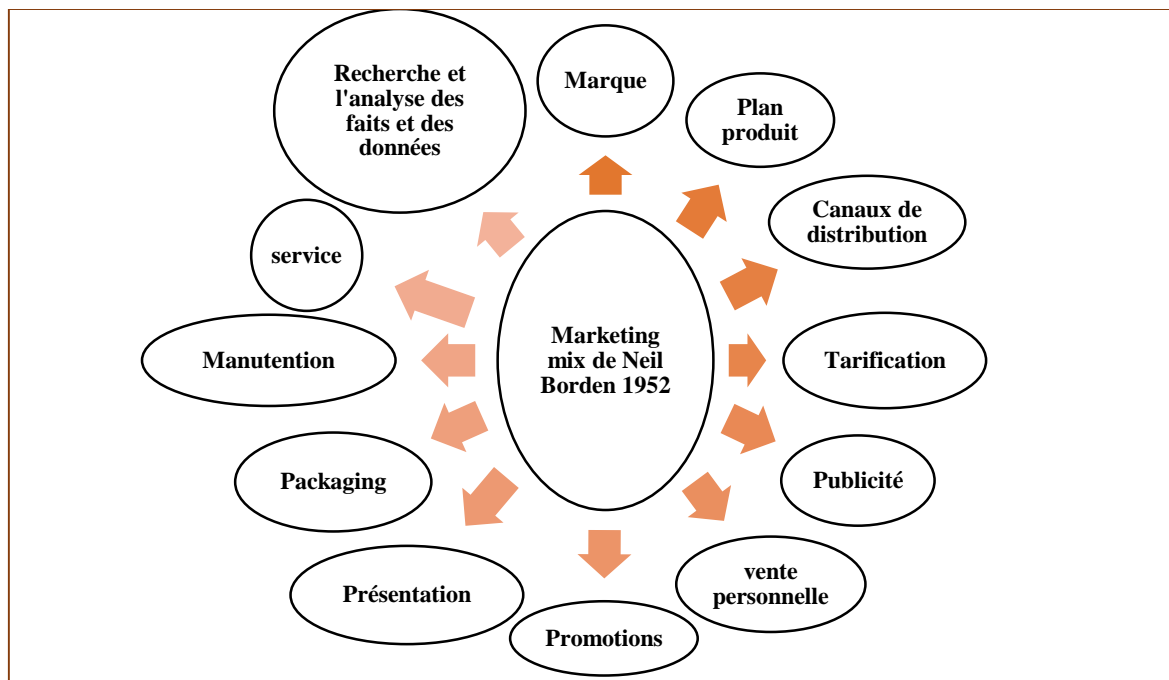 Marque
Plan
produit
Canaux de
distribution
Tarification
Publicité
vente
personnelle
Promotions
Présentation
Packaging
Manutention
service
Recherche et
l'analyse des
faits et des
données
Marketing
mix de Neil
Borden 1952